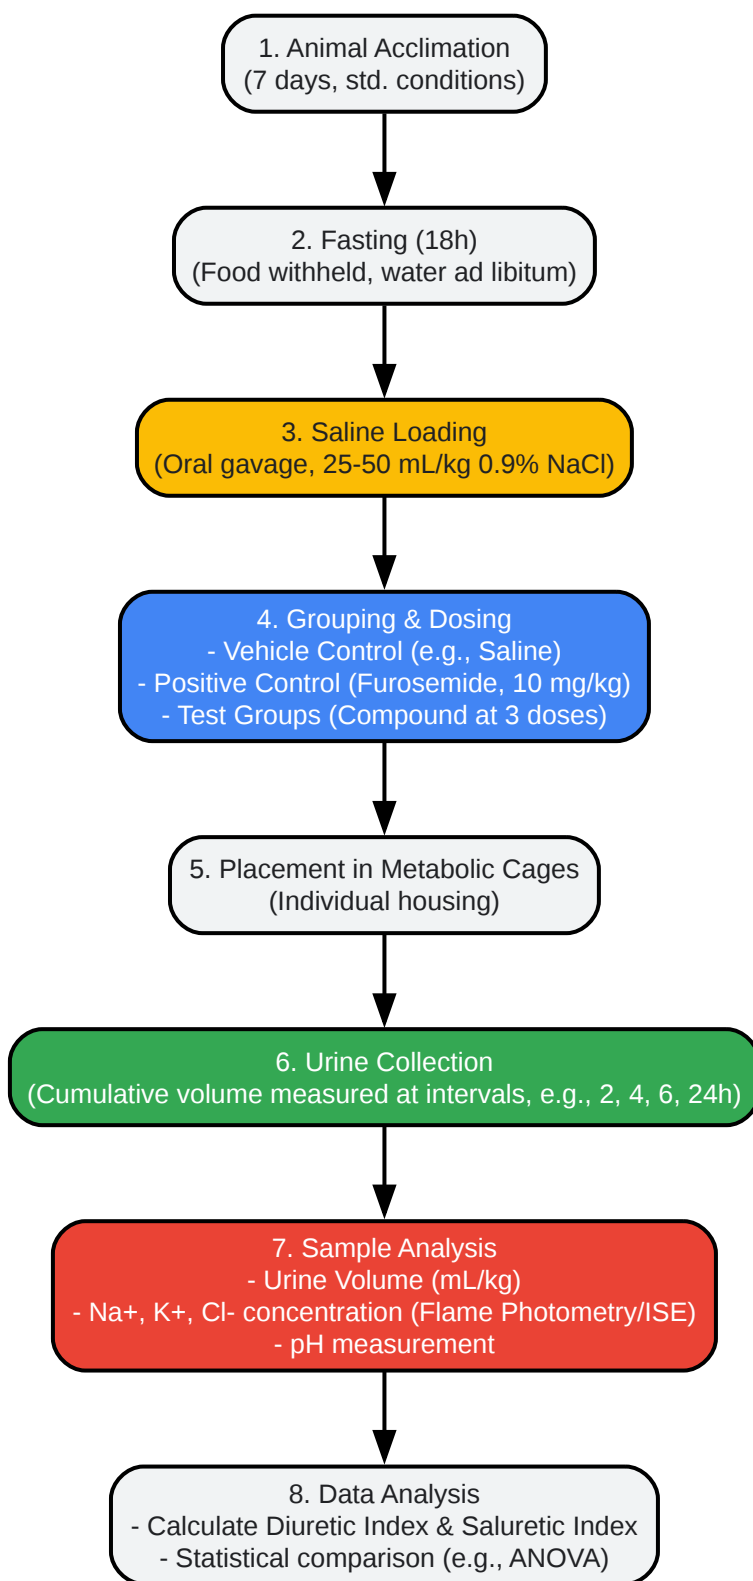 1. Animal Acclimation
(7 days, std. conditions)
2. Fasting (18h)
(Food withheld, water ad libitum)
3. Saline Loading
(Oral gavage, 25-50 mL/kg 0.9% NaCl)
4. Grouping & Dosing
- Vehicle Control (e.g., Saline)
- Positive Control (Furosemide, 10 mg/kg)
- Test Groups (Compound at 3 doses)
5. Placement in Metabolic Cages
(Individual housing)
6. Urine Collection
(Cumulative volume measured at intervals, e.g., 2, 4, 6, 24h)
7. Sample Analysis
- Urine Volume (mL/kg)
- Na+, K+, Cl- concentration (Flame Photometry/ISE)
- pH measurement
8. Data Analysis
- Calculate Diuretic Index & Saluretic Index
- Statistical comparison (e.g., ANOVA)